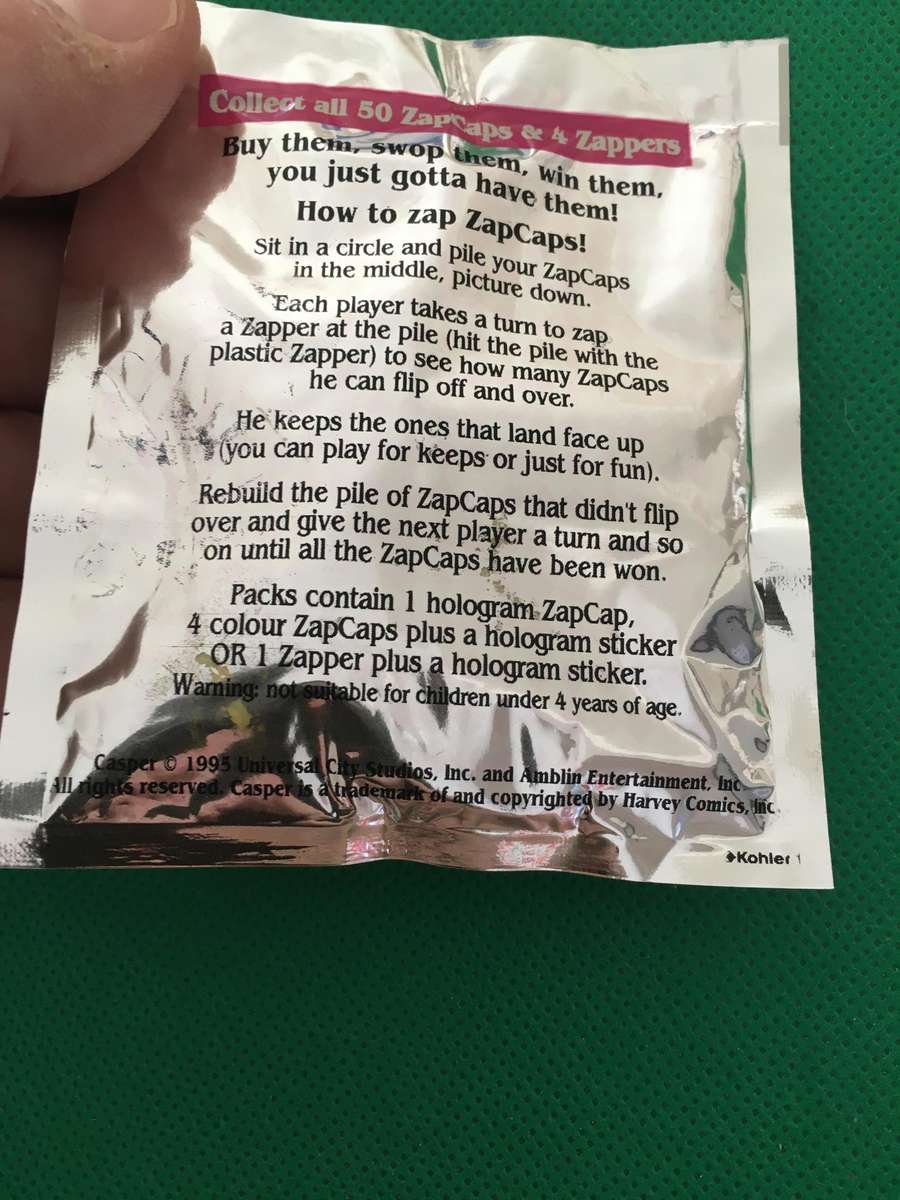 Collect all 50 ZapCaps & 4 Zappers
Buy them, swop them, win them,
you just gotta have them!
How to zap ZapCaps!
Sit in a circle and pile your ZapCaps
in the middle, picture down.
Each player takes a turn to zap
a Zapper at the pile (hit the pile with the
plastic Zapper) to see how many ZapCaps
he can flip off and over.
He keeps the ones that land face up
(you can play for keeps or just for fun).
Rebuild the pile of ZapCaps that didn't flip
over and give the next player a turn and so
on until all the ZapCaps have been won.
Packs contain 1 hologram ZapCap,
4 colour ZapCaps plus a hologram sticker
OR 1 Zapper plus a hologram sticker.
Warning: not suitable for children under 4 years of age.
Casper © 1995 Universal City Studios, Inc. and Amblin Entertainment, Inc.
All rights reserved. Casper is a trademark of and copyrighted by Harvey Comics, Inc.
Kohler 1